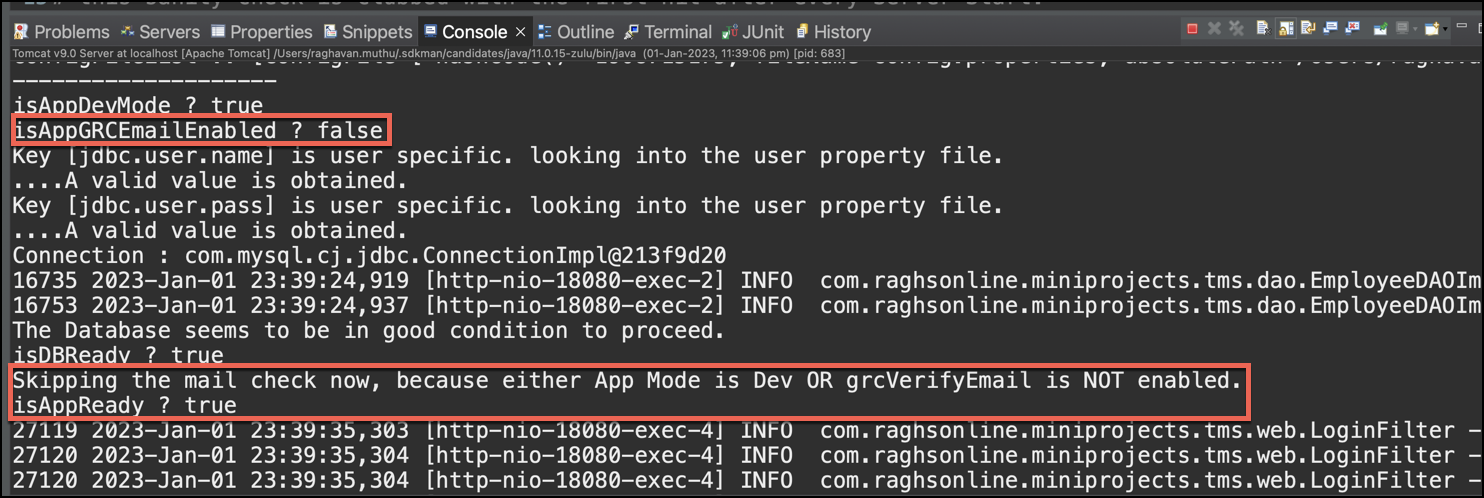 Problems Servers Properties Snippets Console Outline Terminal JUnit History
Tomcat v9.0 Server at localhost [Apache Tomcat] /Users/raghavan.muthu/.sdkman/candidates/java/11.0.15-zulu/bin/java (01-Jan-2023, 11:39:06 pm) [pid: 683]
--------------------
isAppDevMode ? true
isAppGRCEmailEnabled ? false
Key [jdbc.user.name] is user specific. looking into the user property file.
....A valid value is obtained.
Key [jdbc.user.pass] is user specific. looking into the user property file.
....A valid value is obtained.
Connection : com.mysql.cj.jdbc.ConnectionImpl@213f9d20
16735 2023-Jan-01 23:39:24,919 [http-nio-18080-exec-2] INFO com.raghsonline.miniprojects.tms.dao.EmployeeDAOIm
16753 2023-Jan-01 23:39:24,937 [http-nio-18080-exec-2] INFO com.raghsonline.miniprojects.tms.dao.EmployeeDAOIm
The Database seems to be in good condition to proceed.
isDBReady ? true
Skipping the mail check now, because either App Mode is Dev OR grcVerifyEmail is NOT enabled.
isAppReady ? true
27119 2023-Jan-01 23:39:35,303 [http-nio-18080-exec-4] INFO com.raghsonline.miniprojects.tms.web.LoginFilter -
27120 2023-Jan-01 23:39:35,304 [http-nio-18080-exec-4] INFO com.raghsonline.miniprojects.tms.web.LoginFilter -
27120 2023-Jan-01 23:39:35,304 [http-nio-18080-exec-4] INFO com.raghsonline.miniprojects.tms.web.LoginFilter -